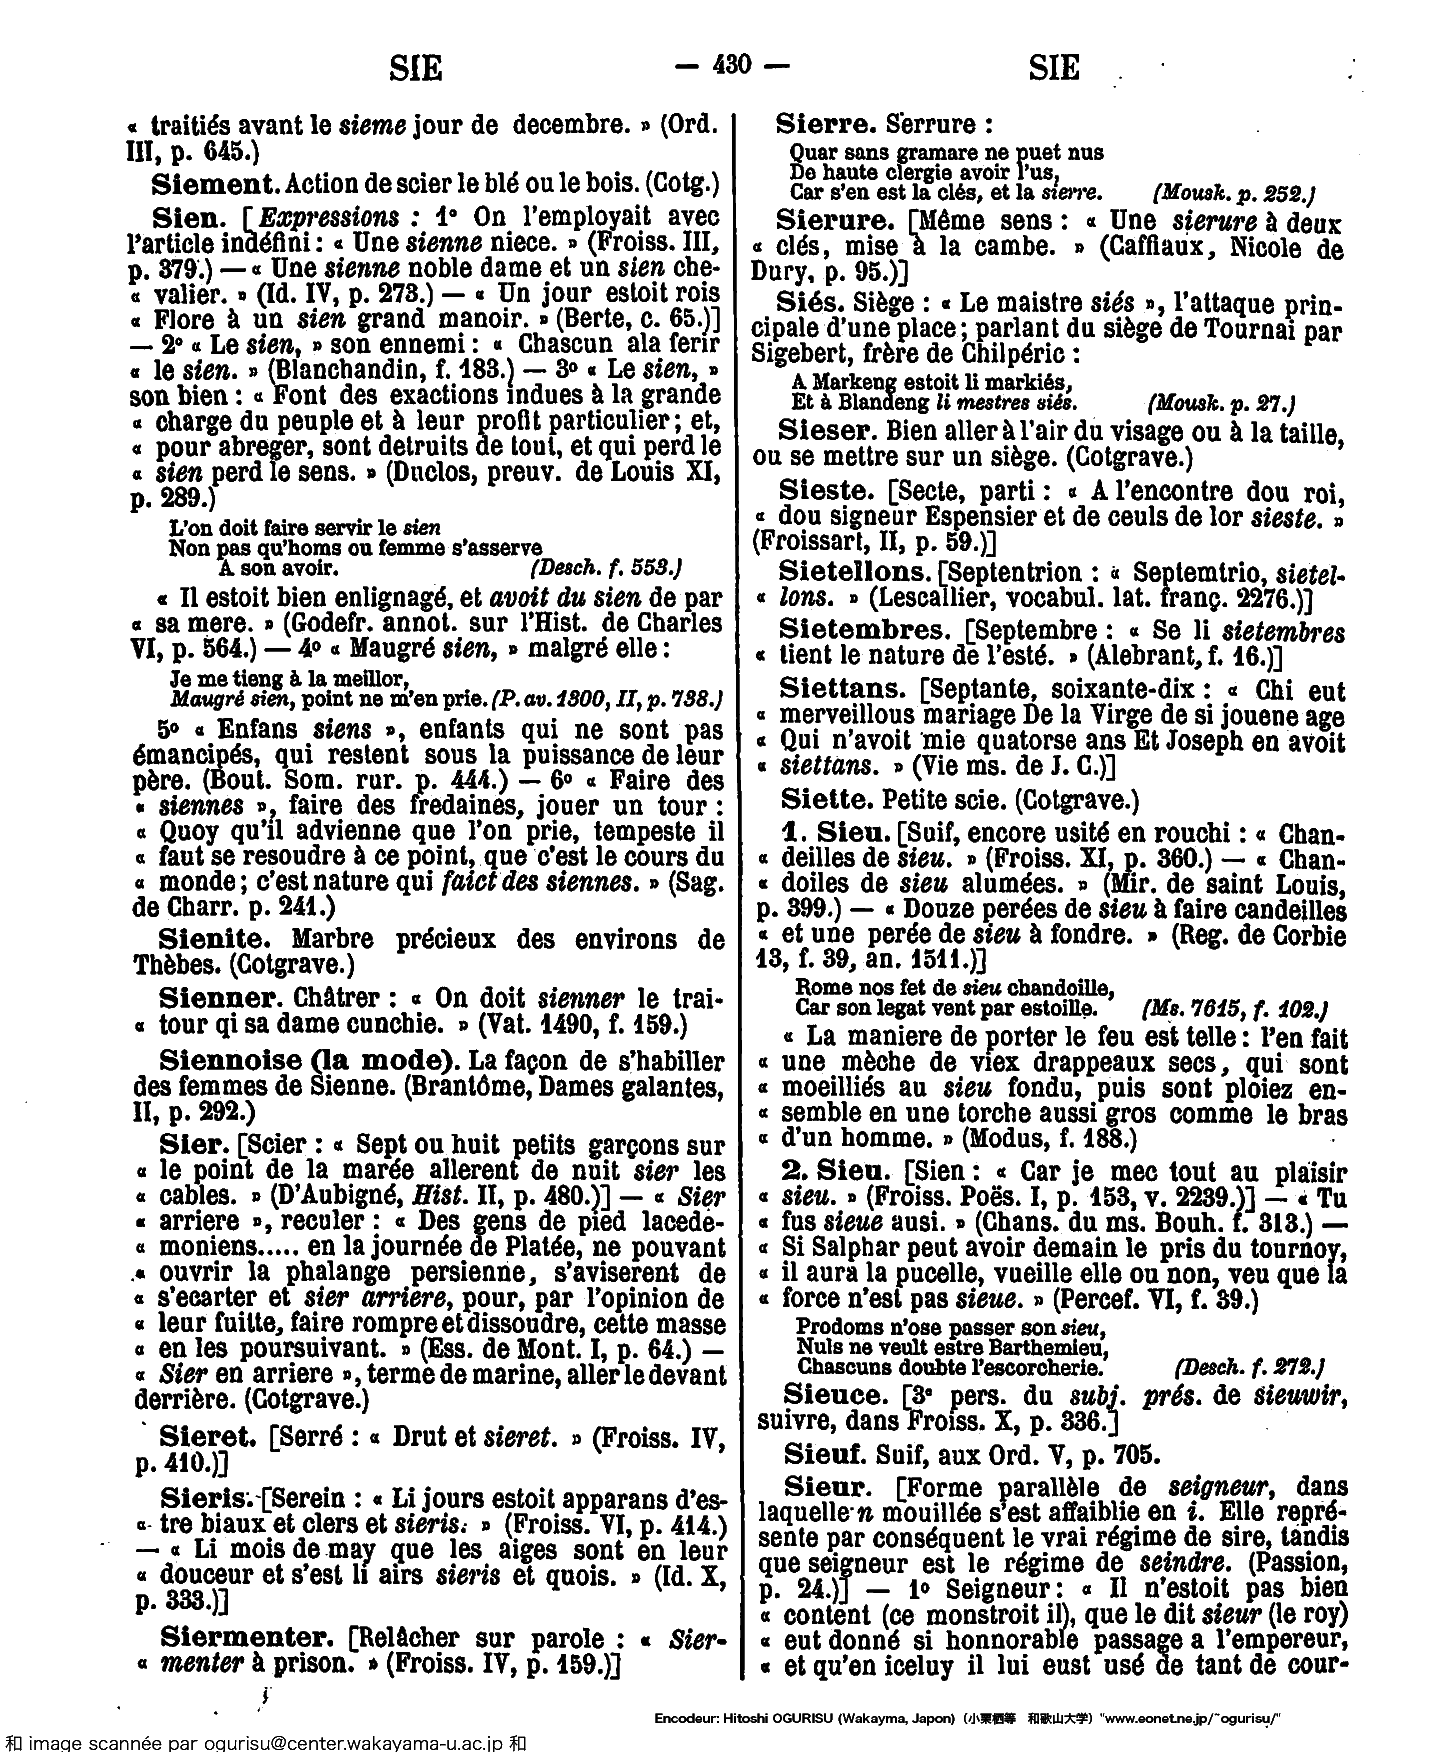 SIE — 430 — SIE
« traitiés avant le sieme jour de decembre. » (Ord.
III, p. 645.)
Siement. Action de scier le blé ou le bois. (Cotg.)
Sien. [Expressions : 1° On l'employait avec
l'article indéfini : « Une sienne niece. » (Froiss. III,
p. 379.) — « Une sienne noble dame et un sien che-
« valier. » (Id. IV, p. 273.) — « Un jour estoit rois
« Flore à un sien grand manoir. » (Berte, c. 65.)]
— 2° « Le sien, » son ennemi : « Chascun ala ferir
« le sien. » (Blanchandin, f. 183.) — 3° « Le sien, »
son bien : « Font des exactions indues à la grande
« charge du peuple et à leur profit particulier ; et,
« pour abreger, sont detruits de tout, et qui perd le
« sien perd le sens. » (Duclos, preuv. de Louis XI,
p. 289.)
L'on doit faire servir le sien
Non pas qu'homs ou femme s'asserve
A son avoir. (Desch. f. 553.)
« Il estoit bien enlignagé, et avoit du sien de par
« sa mere. » (Godefr. annot. sur l'Hist. de Charles
VI, p. 564.) — 4° « Maugré sien, » malgré elle :
Je me tieng à la meillor,
Maugré sien, point ne m'en prie. (P. av. 1300, II, p. 738.)
5° « Enfans siens », enfants qui ne sont pas
émancipés, qui restent sous la puissance de leur
père. (Bout. Som. rur. p. 444.) — 6° « Faire des
« siennes », faire des fredaines, jouer un tour :
« Quoy qu'il advienne que l'on prie, tempeste il
« faut se resoudre à ce point, que c'est le cours du
« monde ; c'est nature qui faict des siennes. » (Sag.
de Charr. p. 241.)
Sienite. Marbre précieux des environs de
Thèbes. (Cotgrave.)
Sienner. Châtrer : « On doit sienner le trai-
« tour qi sa dame cunchie. » (Vat. 1490, f. 159.)
Siennoise (la mode). La façon de s'habiller
des femmes de Sienne. (Brantôme, Dames galantes,
II, p. 292.)
Sier. [Scier : « Sept ou huit petits garçons sur
« le point de la marée allerent de nuit sier les
« cables. » (D'Aubigné, Hist. II, p. 480.)] — « Sier
« arriere », reculer : « Des gens de pied lacede-
« moniens..... en la journée de Platée, ne pouvant
« ouvrir la phalange persienne, s'aviserent de
« s'ecarter et sier arriere, pour, par l'opinion de
« leur fuitte, faire rompre et dissoudre, cette masse
« en les poursuivant. » (Ess. de Mont. I, p. 64.) —
« Sier en arriere », terme de marine, aller le devant
derrière. (Cotgrave.)
Sieret. [Serré : « Drut et sieret. » (Froiss. IV,
p. 410.)]
Sieris. [Serein : « Li jours estoit apparans d'es-
« tre biaux et clers et sieris. » (Froiss. VI, p. 414.)
— « Li mois de may que les aiges sont en leur
« douceur et s'est li airs sieris et quois. » (Id. X,
p. 333.)]
Siermenter. [Relâcher sur parole : « Sier-
« menter à prison. » (Froiss. IV, p. 159.)]
Sierre. Serrure :
Quar sans gramare ne puet nus
De haute clergie avoir l'us,
Car s'en est la clés, et la sierre. (Mousk. p. 252.)
Sierure. [Même sens : « Une sierure à deux
« clés, mise à la cambe. » (Caffiaux, Nicole de
Dury, p. 95.)]
Siés. Siège : « Le maistre siés », l'attaque prin-
cipale d'une place ; parlant du siège de Tournai par
Sigebert, frère de Chilpéric :
A Markeng estoit li markiés,
Et à Blandeng li mestres siés. (Mousk. p. 27.)
Sieser. Bien aller à l'air du visage ou à la taille,
ou se mettre sur un siège. (Cotgrave.)
Sieste. [Secte, parti : « A l'encontre dou roi,
« dou signeur Espensier et de ceuls de lor sieste. »
(Froissart, II, p. 59.)]
Sietellons. [Septentrion : « Septemtrio, sietel-
« lons. » (Lescallier, vocabul. lat. franç. 2276.)]
Sietembres. [Septembre : « Se li sietembres
« tient le nature de l'esté. » (Alebrant, f. 16.)]
Siettans. [Septante, soixante-dix : « Chi eut
« merveillous mariage De la Virge de si jouene age
« Qui n'avoit mie quatorse ans Et Joseph en avoit
« siettans. » (Vie ms. de J. C.)]
Siette. Petite scie. (Cotgrave.)
1. Sieu. [Suif, encore usité en rouchi : « Chan-
« deilles de sieu. » (Froiss. XI, p. 360.) — « Chan-
« doiles de sieu alumées. » (Mir. de saint Louis,
p. 399.) — « Douze perées de sieu à faire candeilles
« et une perée de sieu à fondre. » (Reg. de Corbie
13, f. 39, an. 1511.)]
Rome nos fet de sieu chandoille,
Car son legat vent par estoille. (Ms. 7615, f. 102.)
« La maniere de porter le feu est telle : l'en fait
« une mèche de viex drappeaux secs, qui sont
« moeilliés au sieu fondu, puis sont ploiez en-
« semble en une torche aussi gros comme le bras
« d'un homme. » (Modus, f. 188.)
2. Sieu. [Sien : « Car je mec tout au plaisir
« sieu. » (Froiss. Poës. I, p. 153, v. 2239.)] — « Tu
« fus sieue ausi. » (Chans. du ms. Bouh. f. 313.) —
« Si Salphar peut avoir demain le pris du tournoy,
« il aura la pucelle, vueille elle ou non, veu que la
« force n'est pas sieue. » (Percef. VI, f. 39.)
Prodoms n'ose passer son sieu,
Nuls ne veult estre Barthemieu,
Chascuns doubte l'escorcherie. (Desch. f. 272.)
Sieuce. [3e pers. du subj. prés. de sieuwir,
suivre, dans Froiss. X, p. 336.]
Sieuf. Suif, aux Ord. V, p. 705.
Sieur. [Forme parallèle de seigneur, dans
laquelle n mouillée s'est affaiblie en i. Elle repré-
sente par conséquent le vrai régime de sire, tandis
que seigneur est le régime de seindre. (Passion,
p. 24.)] — 1° Seigneur : « Il n'estoit pas bien
« content (ce monstroit il), que le dit sieur (le roy)
« eut donné si honnorable passage a l'empereur,
« et qu'en iceluy il lui eust usé de tant de cour-
Encodeur: Hitoshi OGURISU (Wakayma, Japon) (小栗栖等 和歌山大学) "www.eonet.ne.jp/~ogurisu/"
和 image scannée par ogurisu@center.wakayama-u.ac.jp 和